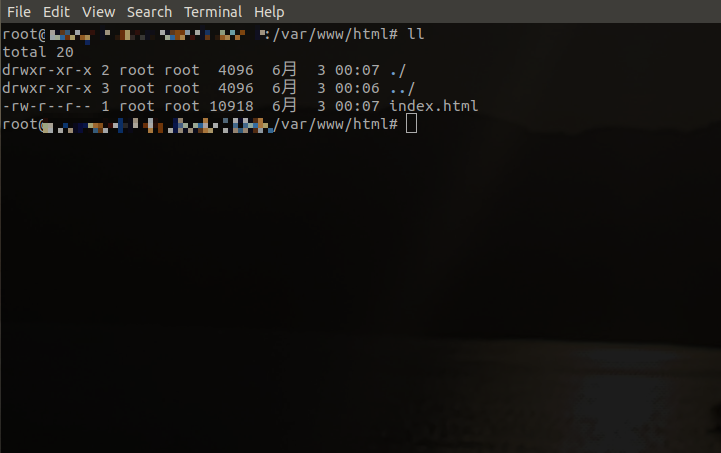 File Edit View Search Terminal Help
root@ :/var/www/html# ll
total 20
drwxr-xr-x 2 root root  4096  6月   3 00:07 ./
drwxr-xr-x 3 root root  4096  6月   3 00:06 ../
-rw-r--r-- 1 root root 10918  6月   3 00:07 index.html
root@ /var/www/html#